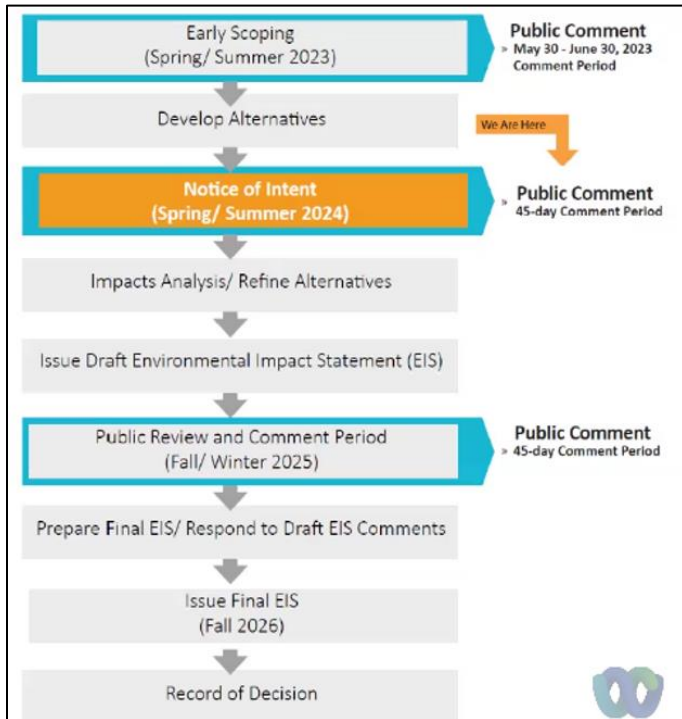 Early Scoping
(Spring/ Summer 2023)
Public Comment
» May 30 - June 30, 2023
Comment Period
Develop Alternatives
We Are Here
Notice of Intent
(Spring/ Summer 2024)
Public Comment
» 45-day Comment Period
Impacts Analysis/ Refine Alternatives
Issue Draft Environmental Impact Statement (EIS)
Public Review and Comment Period
(Fall/ Winter 2025)
Public Comment
» 45-day Comment Period
Prepare Final EIS/ Respond to Draft EIS Comments
Issue Final EIS
(Fall 2026)
Record of Decision